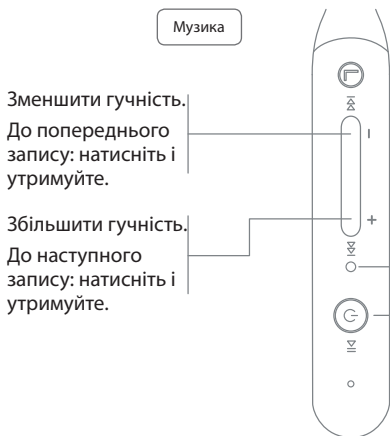 Музика
Зменшити гучність.
До попереднього
запису: натисніть і
утримуйте.
Збільшити гучність.
До наступного
запису: натисніть і
утримуйте.